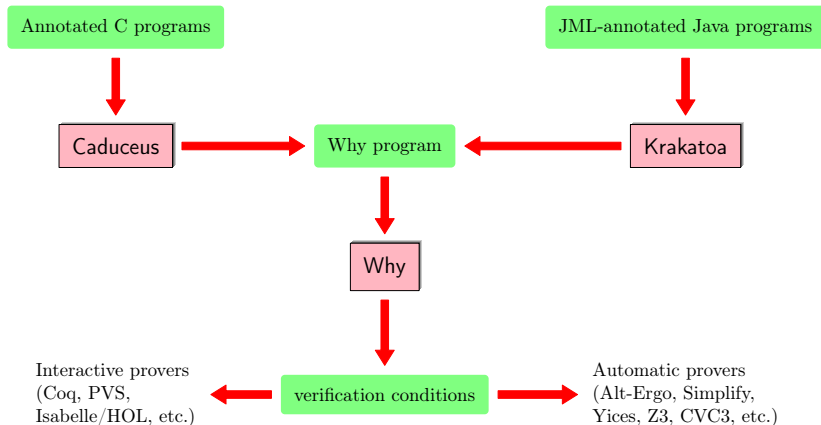 Annotated C programs
JML-annotated Java programs
Caduceus
Why program
Krakatoa
Why
Interactive provers
(Coq, PVS,
Isabelle/HOL, etc.)
verification conditions
Automatic provers
(Alt-Ergo, Simplify,
Yices, Z3, CVC3, etc.)